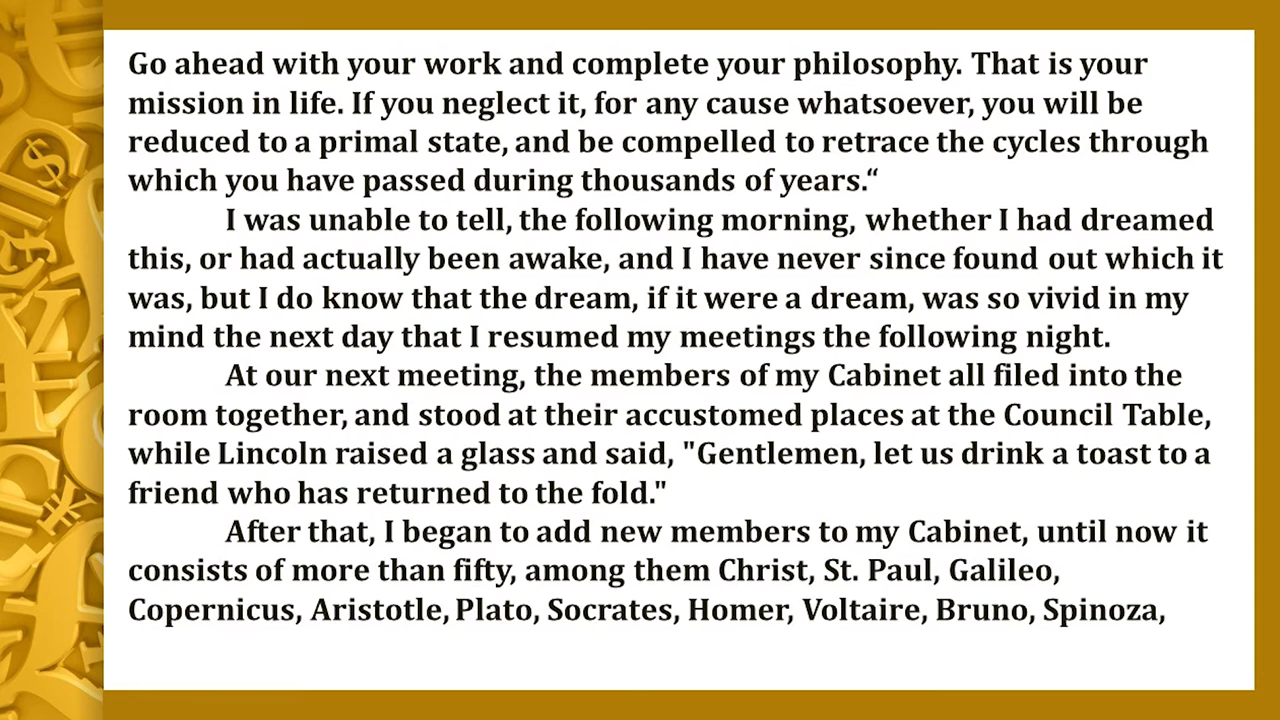 Go ahead with your work and complete your philosophy. That is your
mission in life. If you neglect it, for any cause whatsoever, you will be
reduced to a primal state, and be compelled to retrace the cycles through
which you have passed during thousands of years.“
I was unable to tell, the following morning, whether I had dreamed
this, or had actually been awake, and I have never since found out which it
was, but I do know that the dream, if it were a dream, was so vivid in my
mind the next day that I resumed my meetings the following night.
At our next meeting, the members of my Cabinet all filed into the
room together, and stood at their accustomed places at the Council Table,
while Lincoln raised a glass and said, "Gentlemen, let us drink a toast to a
friend who has returned to the fold."
After that, I began to add new members to my Cabinet, until now it
consists of more than fifty, among them Christ, St. Paul, Galileo,
Copernicus, Aristotle, Plato, Socrates, Homer, Voltaire, Bruno, Spinoza,